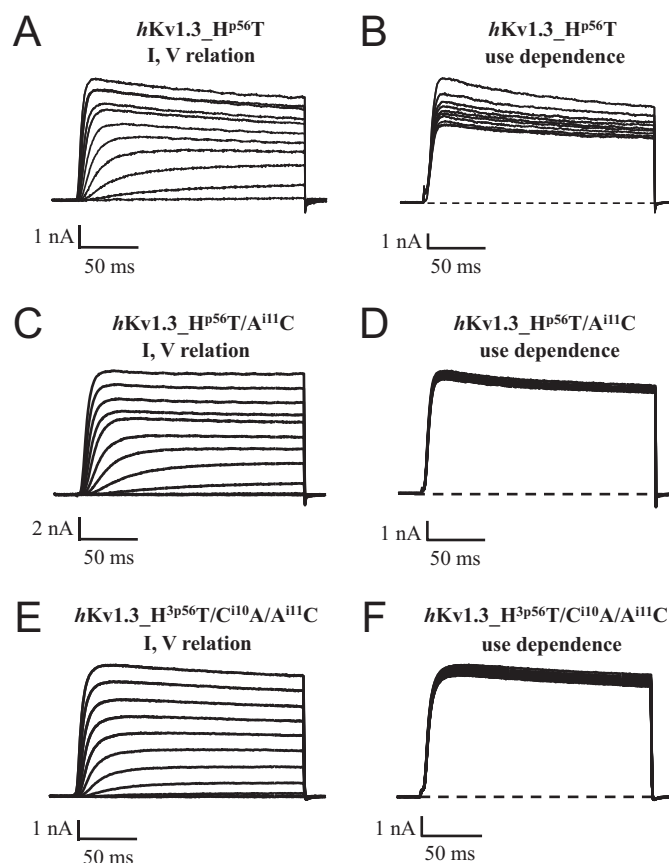 A
hKv1.3_Hp56T
I, V relation
1 nA
50 ms
B
hKv1.3_Hp56T
use dependence
1 nA
50 ms
C
hKv1.3_Hp56T/Ai11C
I, V relation
2 nA
50 ms
D
hKv1.3_Hp56T/Ai11C
use dependence
1 nA
50 ms
E
hKv1.3_H3p56T/Ci10A/Ai11C
I, V relation
1 nA
50 ms
F
hKv1.3_H3p56T/Ci10A/Ai11C
use dependence
1 nA
50 ms